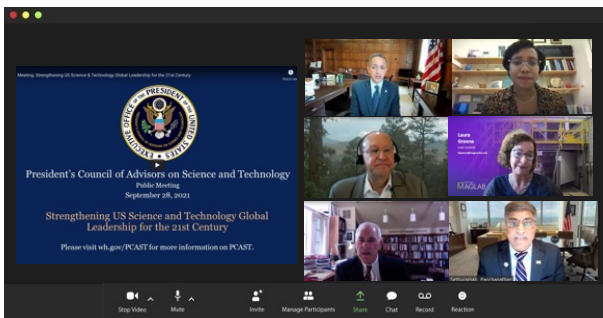 Meeting: Strengthening US Science & Technology Global Leadership for the 21st Century
EXECUTIVE OFFICE OF THE PRESIDENT OF THE UNITED STATES
President's Council of Advisors on Science and Technology
Public Meeting
September 28, 2021
Strengthening US Science and Technology Global
Leadership for the 21st Century
Please visit wh.gov/PCAST for more information on PCAST.
Laura
Greene
MAGLAB
Sethuraman Panchanathan
Stop Video
Mute
Invite
Manage Participants
Share
Chat
Record
Reaction